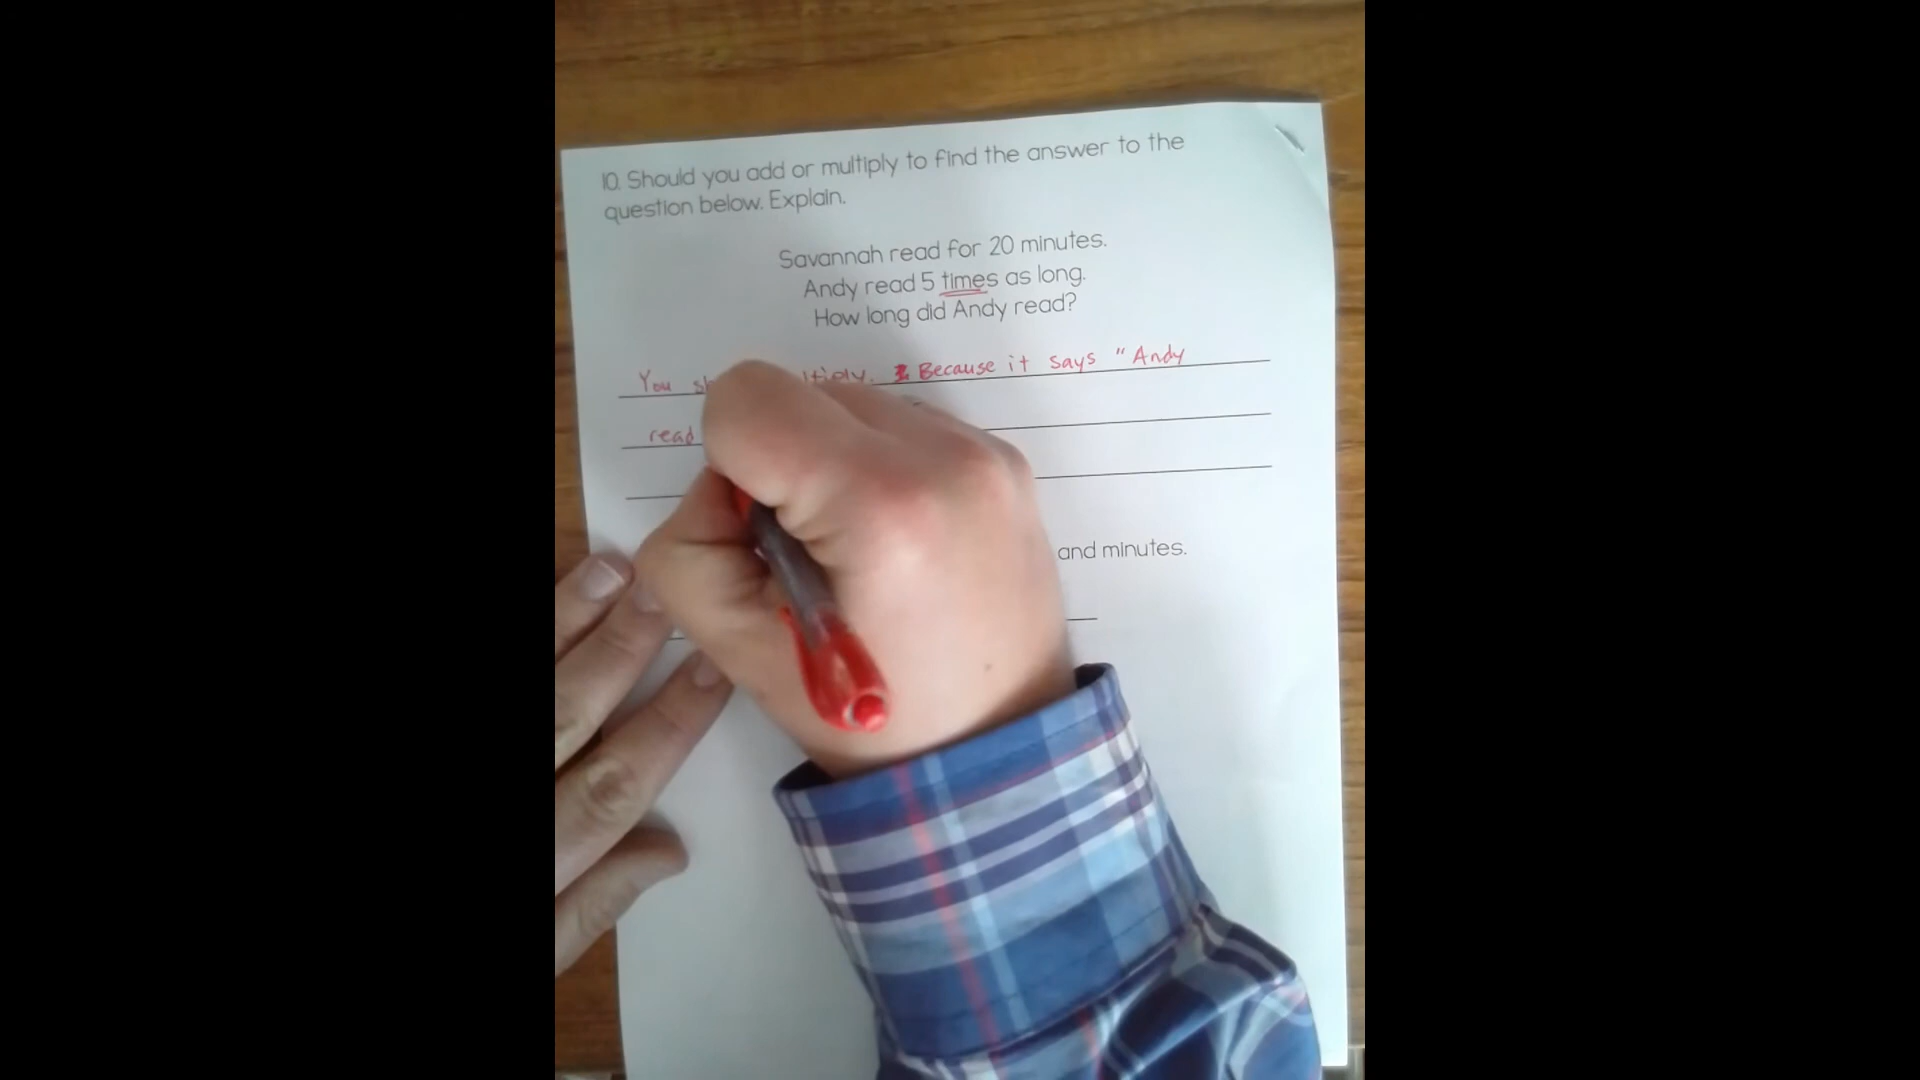 10. Should you add or multiply to find the answer to the
question below. Explain.
Savannah read for 20 minutes.
Andy read 5 times as long.
How long did Andy read?
You Because it says "Andy
read
and minutes.